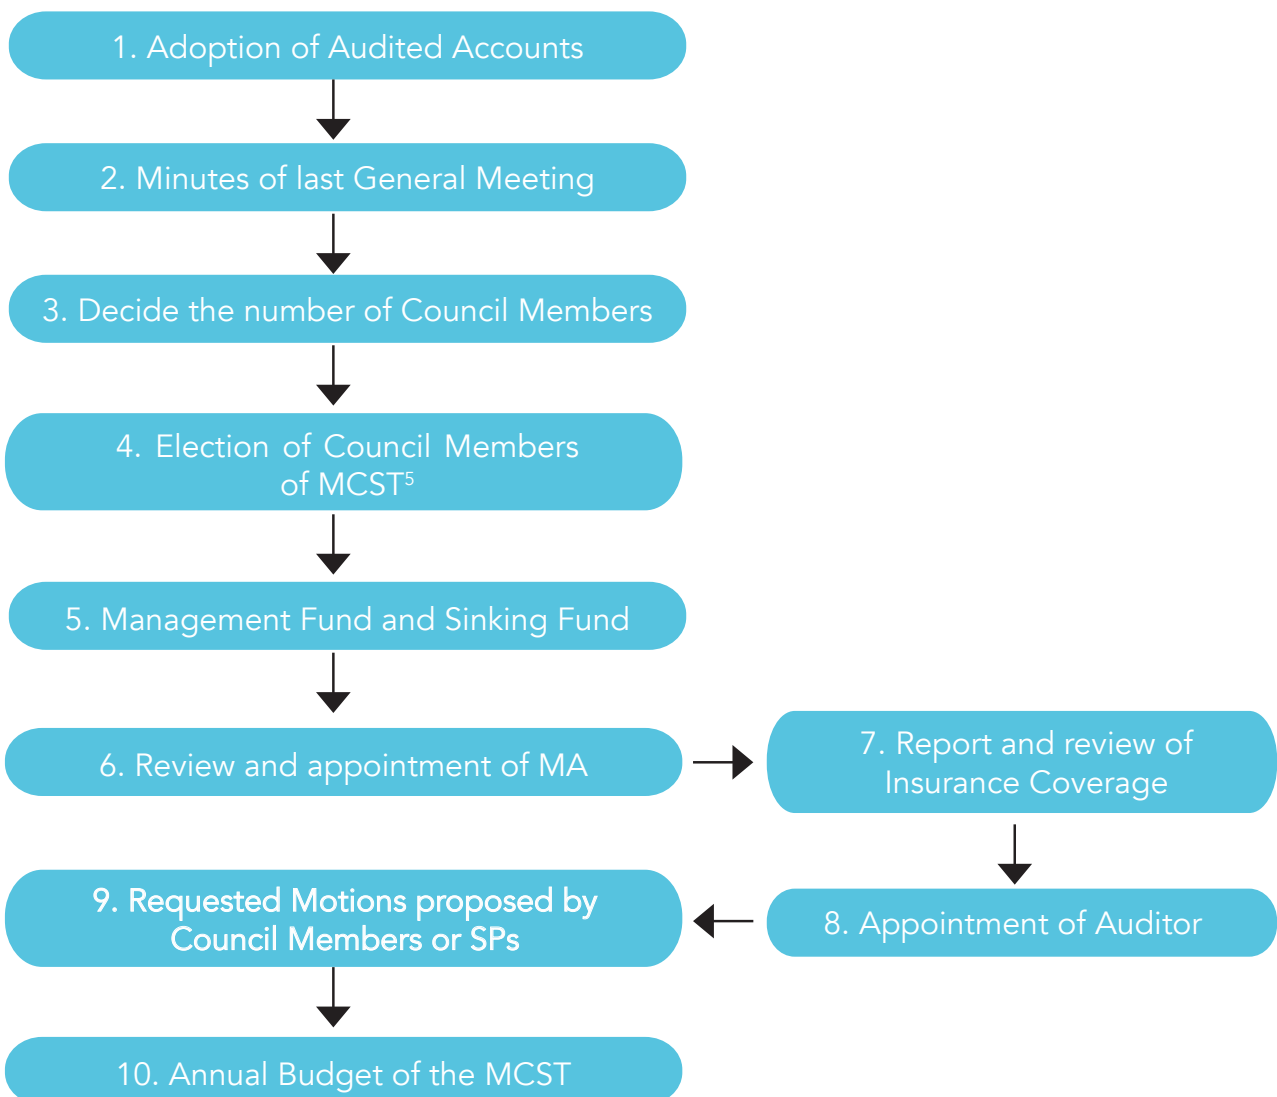 1. Adoption of Audited Accounts
2. Minutes of last General Meeting
3. Decide the number of Council Members
4. Election of Council Members
of MCST⁵
5. Management Fund and Sinking Fund
6. Review and appointment of MA
7. Report and review of
Insurance Coverage
8. Appointment of Auditor
9. Requested Motions proposed by
Council Members or SPs
10. Annual Budget of the MCST